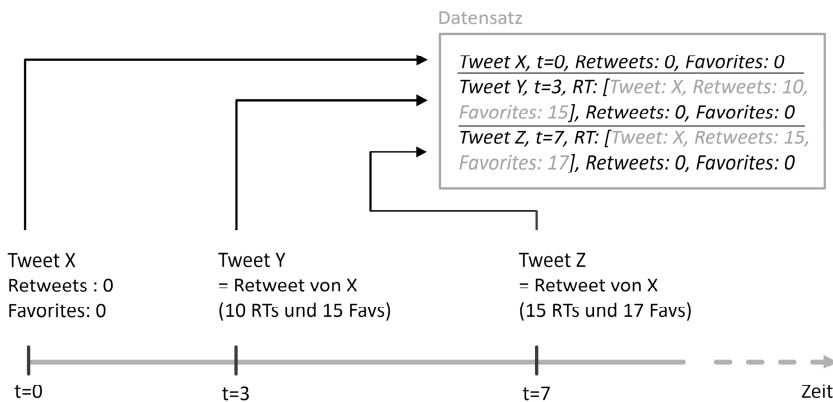 Datensatz
Tweet X, t=0, Retweets: 0, Favorites: 0
Tweet Y, t=3, RT: [Tweet: X, Retweets: 10,
Favorites: 15], Retweets: 0, Favorites: 0
Tweet Z, t=7, RT: [Tweet: X, Retweets: 15,
Favorites: 17], Retweets: 0, Favorites: 0
Tweet X
Retweets : 0
Favorites: 0
Tweet Y
= Retweet von X
(10 RTs und 15 Favs)
Tweet Z
= Retweet von X
(15 RTs und 17 Favs)
t=0
t=3
t=7
Zeit